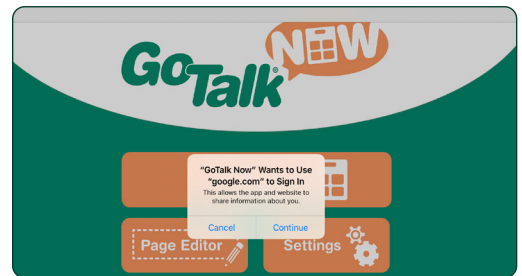 GoTalk®
NOW
“GoTalk Now” Wants to Use
“google.com” to Sign In
This allows the app and website to
share information about you.
Cancel
Continue
Page Editor
Settings